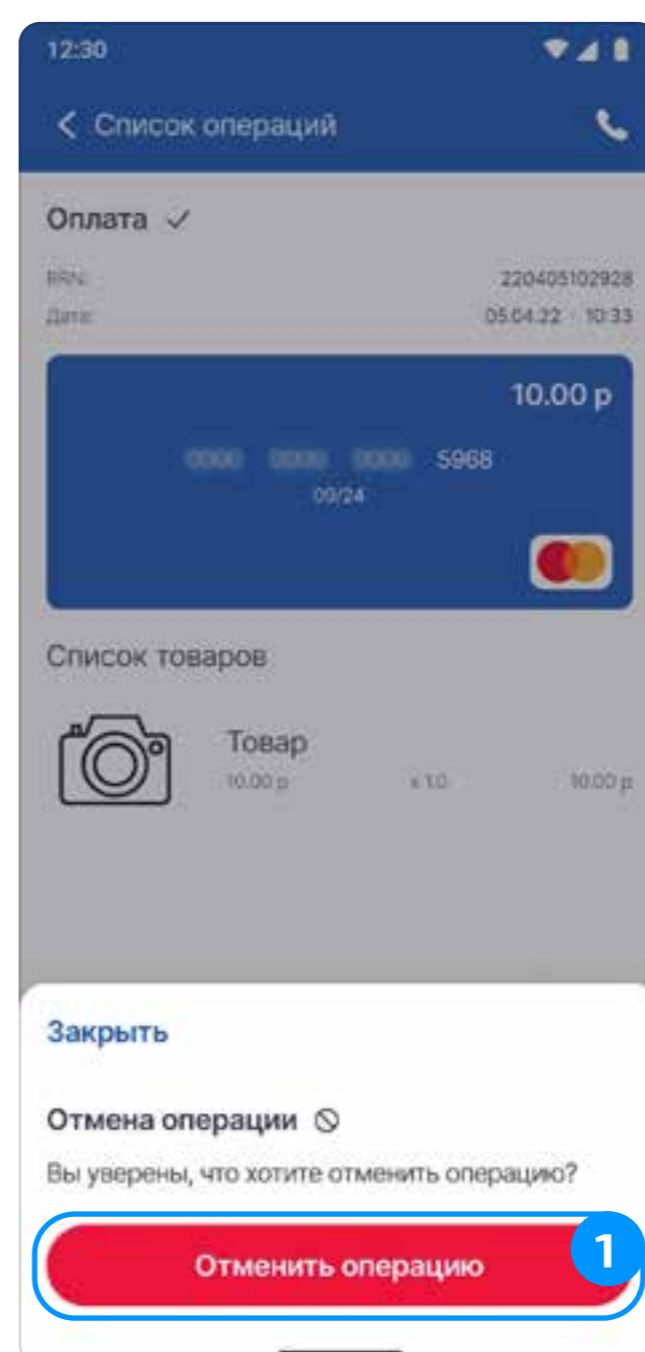 12:30
Список операций
Оплата
RRN: 220405102928
Дата: 05.04.22 10:33
10.00 р
0000 0000 0000 5968
09/24
Список товаров
Товар
10.00 р x 1.0 10.00 р
Закрыть
Отмена операции
Вы уверены, что хотите отменить операцию?
Отменить операцию
1